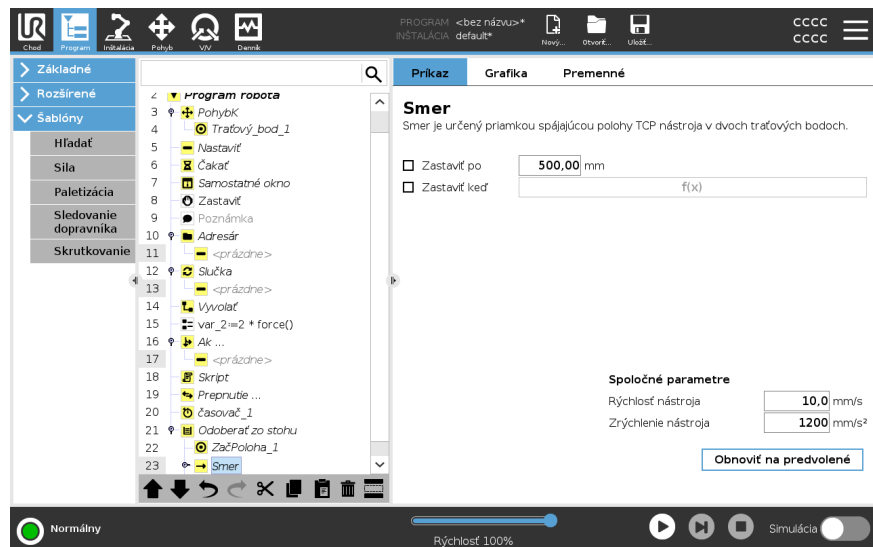 PROGRAM <bez názvu>*
INŠTALÁCIA default*
CCCC
CCCC
Chod
Program
Inštalácia
Pohyb
V/V
Denník
Nový...
Otvoriť...
Uložiť...
Základné
Rozšírené
Šablóny
Hľadať
Sila
Paletizácia
Sledovanie
dopravníka
Skrutkovanie
2 Program robota
3 PohybK
4 Traťový_bod_1
5 Nastaviť
6 Čakať
7 Samostatné okno
8 Zastaviť
9 Poznámka
10 Adresár
11 <prázdne>
12 Slučka
13 <prázdne>
14 Vyvolať
15 var_2:=2 * force()
16 Ak ...
17 <prázdne>
18 Skript
19 Prepnutie ...
20 časovač_1
21 Odoberať zo stohu
22 ZačPoloha_1
23 Smer
Príkaz
Grafika
Premenné
Smer
Smer je určený priamkou spájajúcou polohy TCP nástroja v dvoch traťových bodoch.
Zastaviť po 500,00 mm
Zastaviť keď f(x)
Spoločné parametre
Rýchlosť nástroja 10,0 mm/s
Zrýchlenie nástroja 1200 mm/s²
Obnoviť na predvolené
Normálny
Rýchlosť 100%
Simulácia